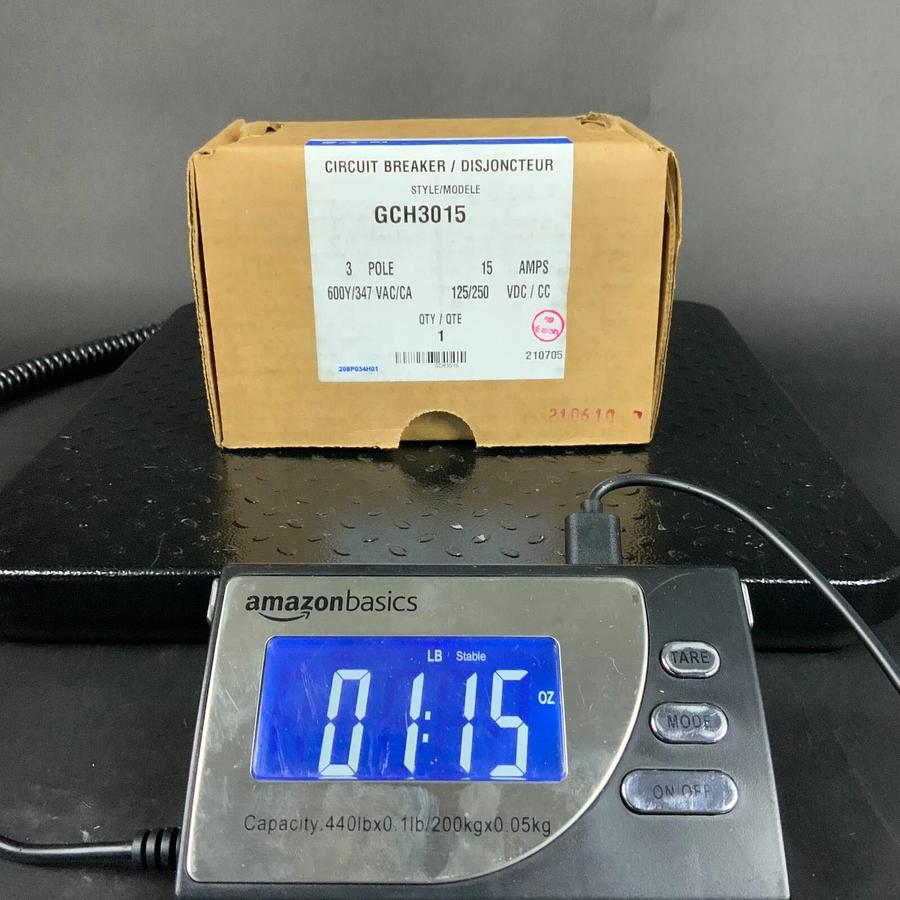 CIRCUIT BREAKER / DISJONCTEUR
STYLE/MODELE
GCH3015
3 POLE 15 AMPS
600Y/347 VAC/CA 125/250 VDC / CC
QTY / QTE
1
GCH3015
208P034H01
210705
210610
amazonbasics
LB Stable
01:15 OZ
TARE
MODE
ON OFF
Capacity:440lbx0.1lb/200kgx0.05kg